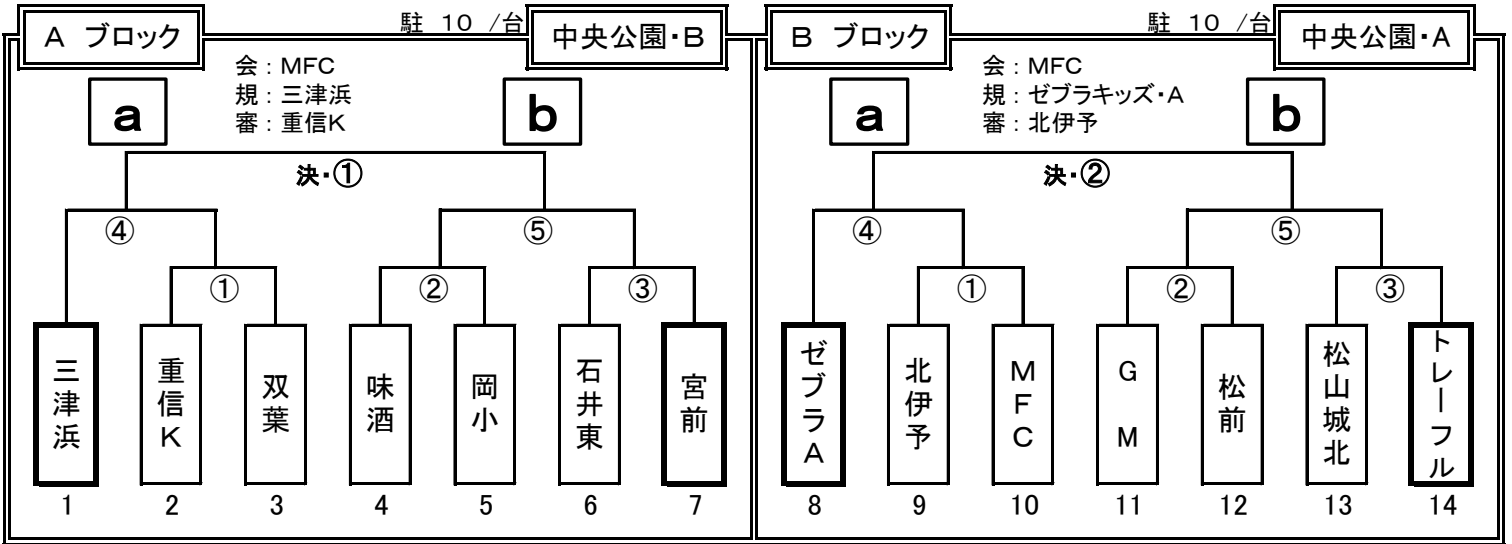 A ブロック
駐 10 /台
中央公園・B
会：MFC
規：三津浜
審：重信K
a
b
決・①
④
⑤
①
②
③
三津浜
重信K
双葉
味酒
岡小
石井東
宮前
1
2
3
4
5
6
7
B ブロック
駐 10 /台
中央公園・A
会：MFC
規：ゼブラキッズ・A
審：北伊予
a
b
決・②
④
⑤
①
②
③
ゼブラA
北伊予
MFC
G M
松前
松山城北
トレーフル
8
9
10
11
12
13
14